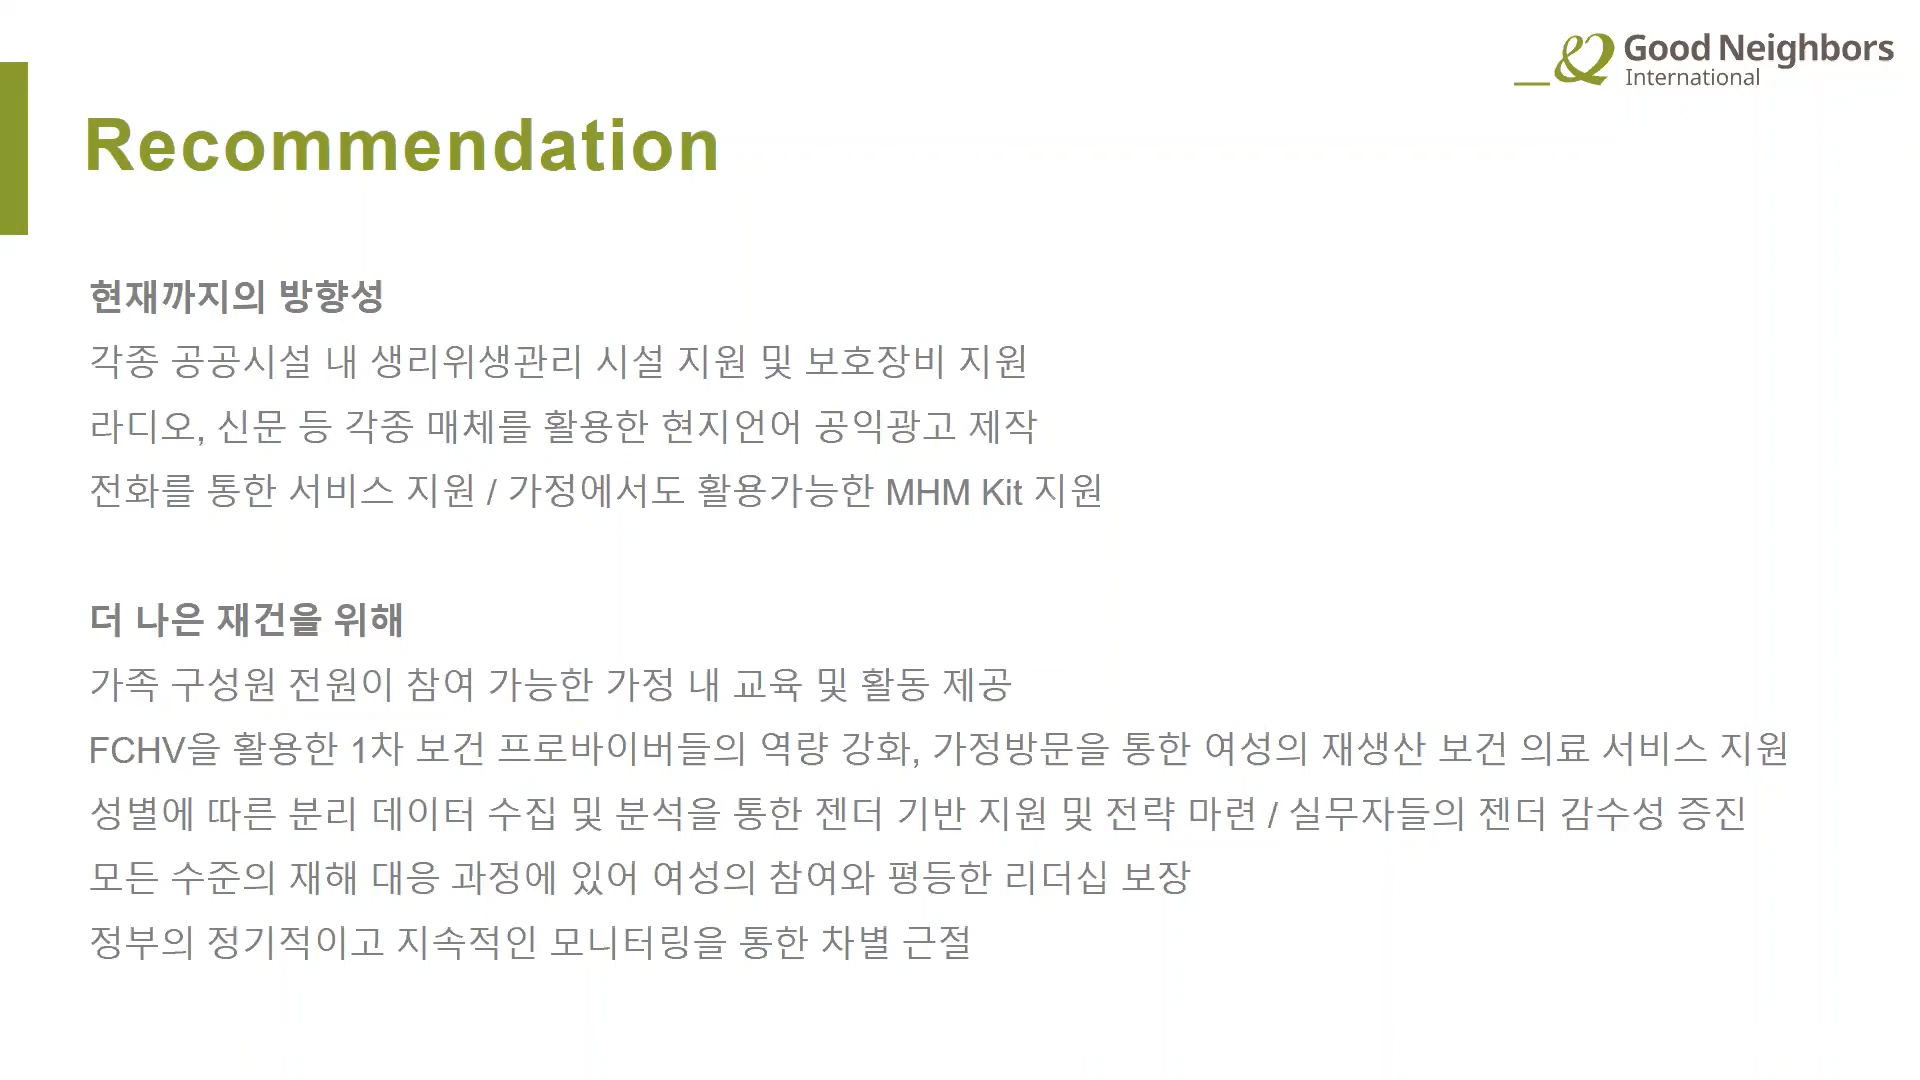 Good Neighbors
International
Recommendation
현재까지의 방향성
각종 공공시설 내 생리위생관리 시설 지원 및 보호장비 지원
라디오, 신문 등 각종 매체를 활용한 현지언어 공익광고 제작
전화를 통한 서비스 지원 / 가정에서도 활용가능한 MHM Kit 지원
더 나은 재건을 위해
가족 구성원 전원이 참여 가능한 가정 내 교육 및 활동 제공
FCHV을 활용한 1차 보건 프로바이버들의 역량 강화, 가정방문을 통한 여성의 재생산 보건 의료 서비스 지원
성별에 따른 분리 데이터 수집 및 분석을 통한 젠더 기반 지원 및 전략 마련 / 실무자들의 젠더 감수성 증진
모든 수준의 재해 대응 과정에 있어 여성의 참여와 평등한 리더십 보장
정부의 정기적이고 지속적인 모니터링을 통한 차별 근절